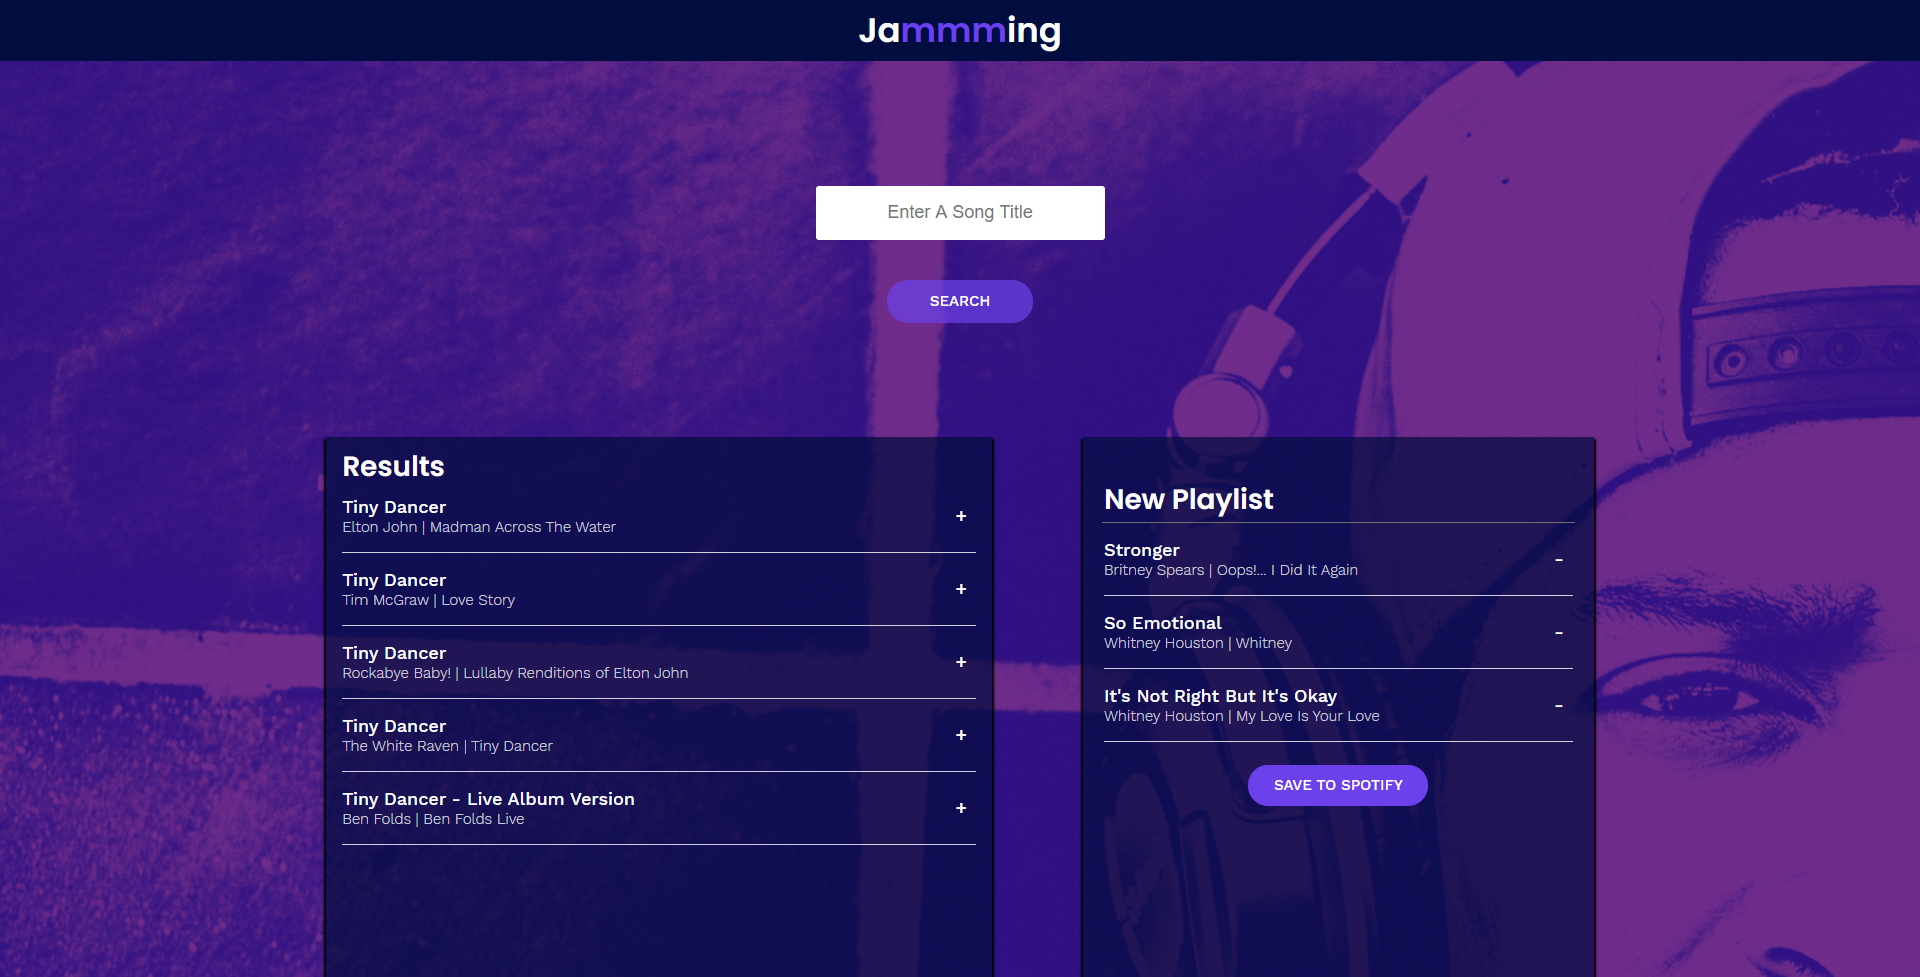 Jammming
Enter A Song Title
SEARCH
Results
Tiny Dancer
Elton John | Madman Across The Water
+
Tiny Dancer
Tim McGraw | Love Story
+
Tiny Dancer
Rockabye Baby! | Lullaby Renditions of Elton John
+
Tiny Dancer
The White Raven | Tiny Dancer
+
Tiny Dancer - Live Album Version
Ben Folds | Ben Folds Live
+
New Playlist
Stronger
Britney Spears | Oops!... I Did It Again
-
So Emotional
Whitney Houston | Whitney
-
It's Not Right But It's Okay
Whitney Houston | My Love Is Your Love
-
SAVE TO SPOTIFY